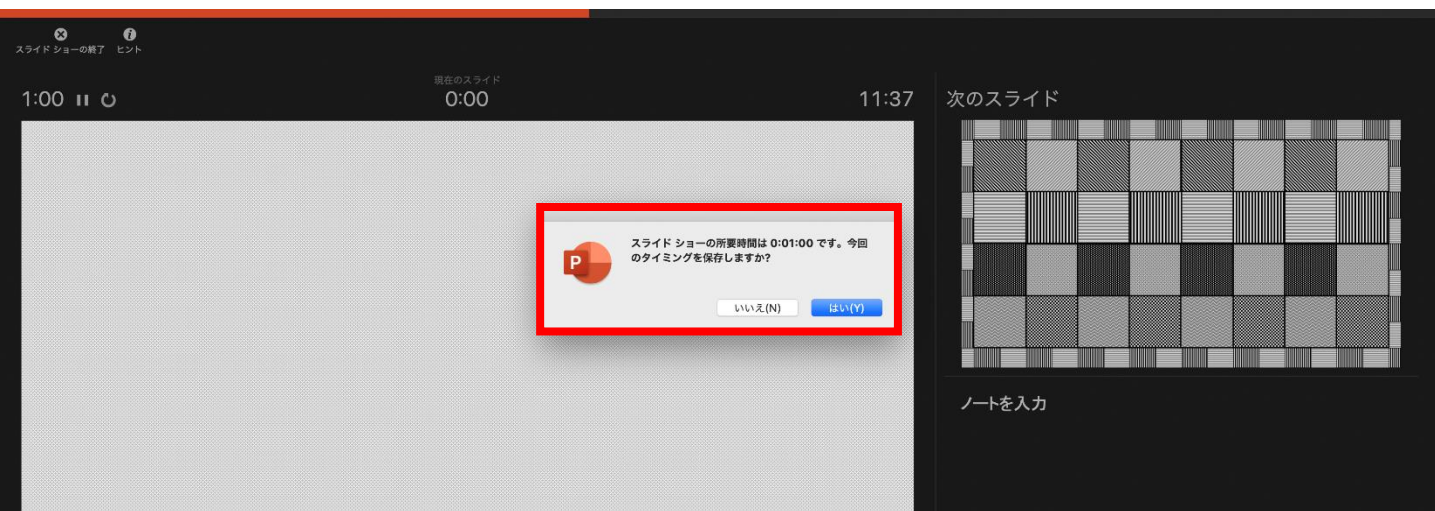 スライド ショーの終了 ヒント
現在のスライド
1:00 0:00 11:37 次のスライド
スライド ショーの所要時間は 0:01:00 です。今回
のタイミングを保存しますか?
P
いいえ(N) はい(Y)
ノートを入力